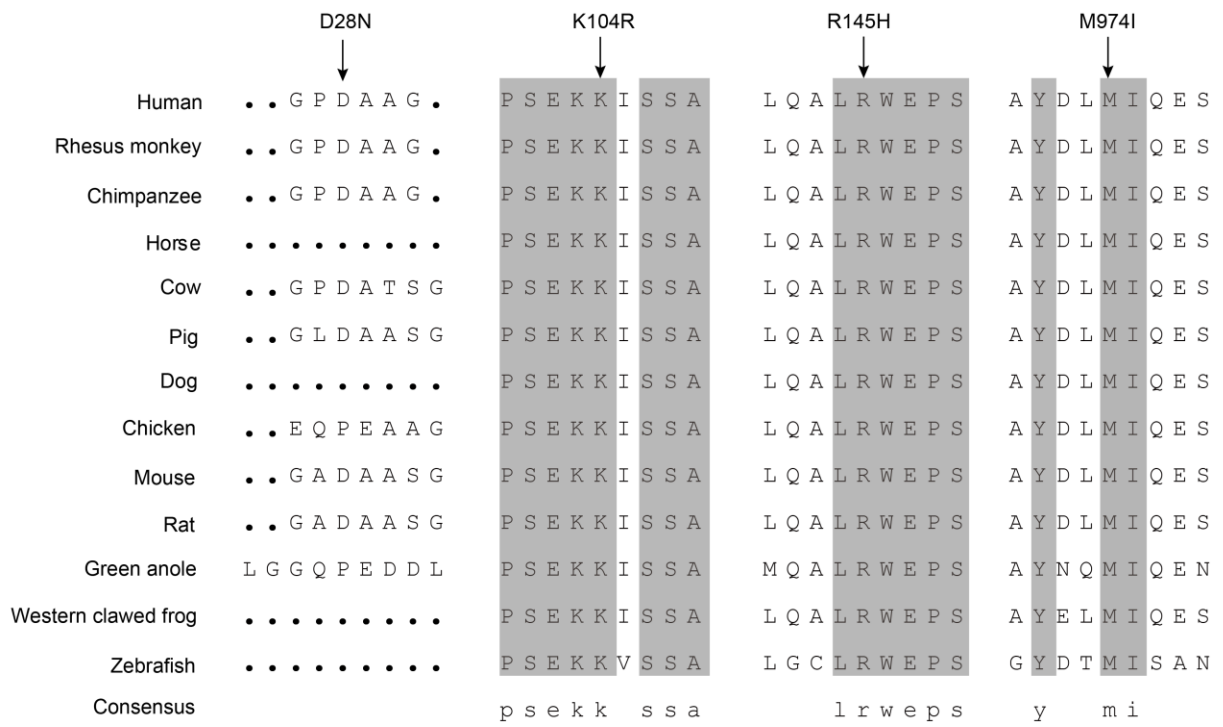 D28N K104R R145H M974I
Human . . G P D A A G . P S E K K I S S A L Q A L R W E P S A Y D L M I Q E S
Rhesus monkey . . G P D A A G . P S E K K I S S A L Q A L R W E P S A Y D L M I Q E S
Chimpanzee . . G P D A A G . P S E K K I S S A L Q A L R W E P S A Y D L M I Q E S
Horse . . . . . . . . . P S E K K I S S A L Q A L R W E P S A Y D L M I Q E S
Cow . . G P D A T S G P S E K K I S S A L Q A L R W E P S A Y D L M I Q E S
Pig . . G L D A A S G P S E K K I S S A L Q A L R W E P S A Y D L M I Q E S
Dog . . . . . . . . . P S E K K I S S A L Q A L R W E P S A Y D L M I Q E S
Chicken . . E Q P E A A G P S E K K I S S A L Q A L R W E P S A Y D L M I Q E S
Mouse . . G A D A A S G P S E K K I S S A L Q A L R W E P S A Y D L M I Q E S
Rat . . G A D A A S G P S E K K I S S A L Q A L R W E P S A Y D L M I Q E S
Green anole L G G Q P E D D L P S E K K I S S A M Q A L R W E P S A Y N Q M I Q E N
Western clawed frog . . . . . . . . . P S E K K I S S A L Q A L R W E P S A Y E L M I Q E S
Zebrafish . . . . . . . . . P S E K K V S S A L G C L R W E P S G Y D T M I S A N
Consensus p s e k k s s a l r w e p s y m i